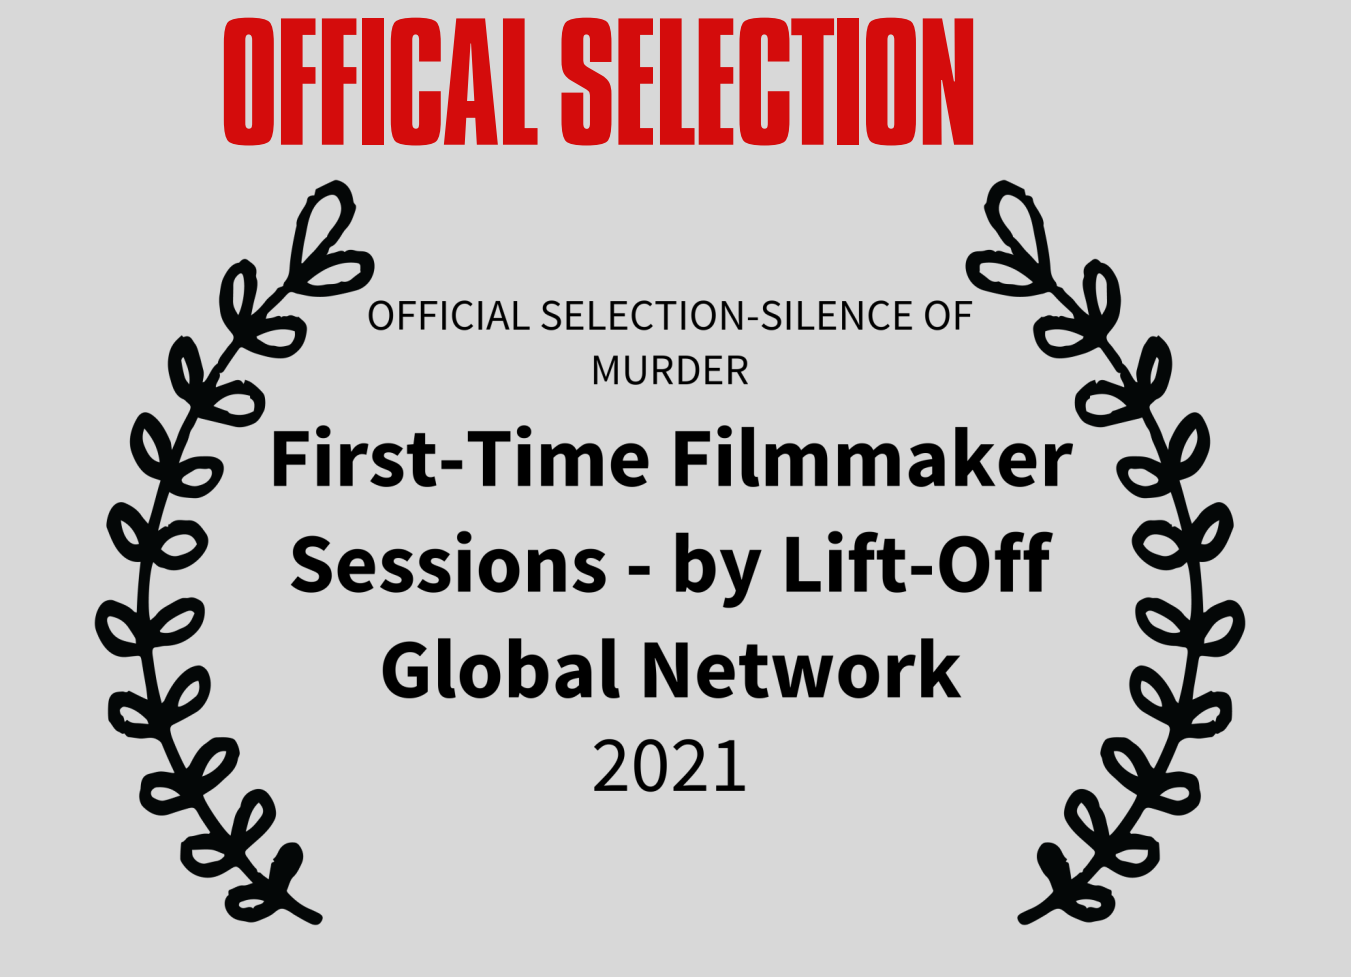 OFFICAL SELECTION
OFFICIAL SELECTION-SILENCE OF
MURDER
First-Time Filmmaker
Sessions - by Lift-Off
Global Network
2021